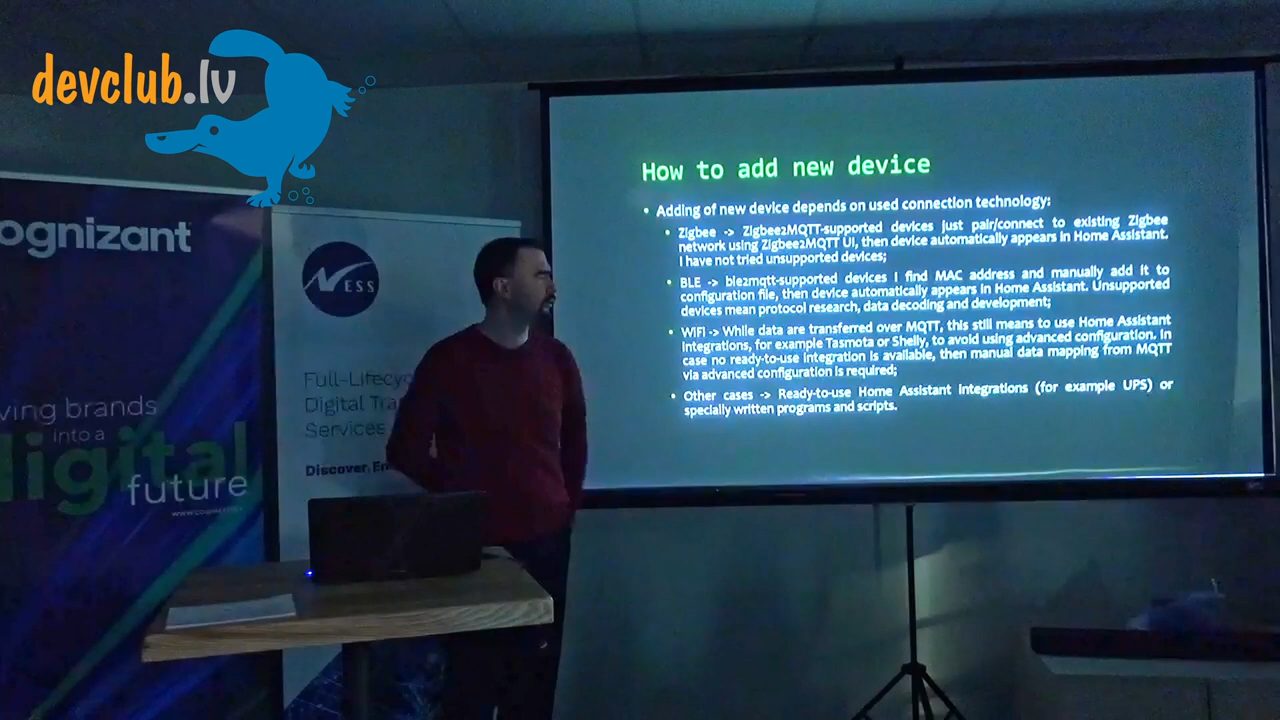 devclub.lv
ognizant
ving brands
into a
digital
future
NESS
Full-Lifecyc
Digital Tra
Services
Discover En
How to add new device
• Adding of new device depends on used connection technology:
• Zigbee -> Zigbee2MQTT-supported devices just pair/connect to existing Zigbee
network using Zigbee2MQTT UI, then device automatically appears in Home Assistant.
I have not tried unsupported devices;
• BLE -> ble2mqtt-supported devices I find MAC address and manually add it to
configuration file, then device automatically appears in Home Assistant. Unsupported
devices mean protocol research, data decoding and development;
• WiFi -> While data are transferred over MQTT, this still means to use Home Assistant
integrations, for example Tasmota or Shelly, to avoid using advanced configuration. In
case no ready-to-use integration is available, then manual data mapping from MQTT
via advanced configuration is required;
• Other cases -> Ready-to-use Home Assistant integrations (for example UPS) or
specially written programs and scripts.